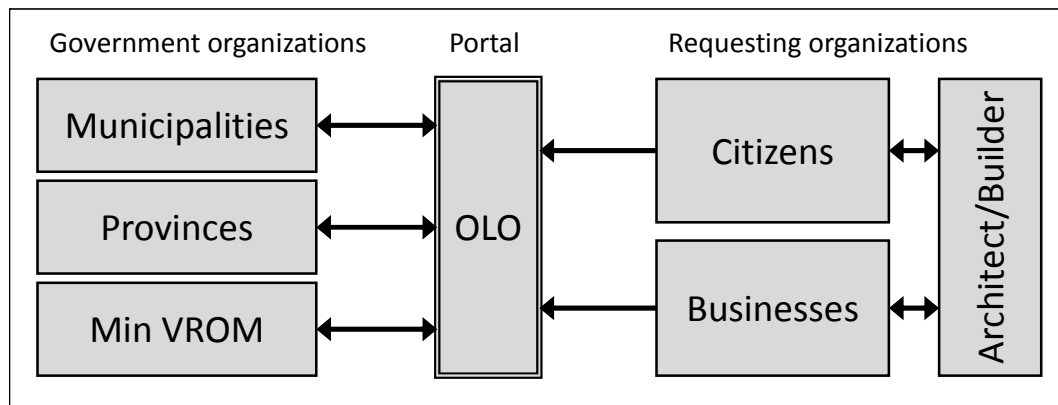 Government organizations
Portal
Requesting organizations
Municipalities
Provinces
Min VROM
OLO
Citizens
Businesses
Architect/Builder